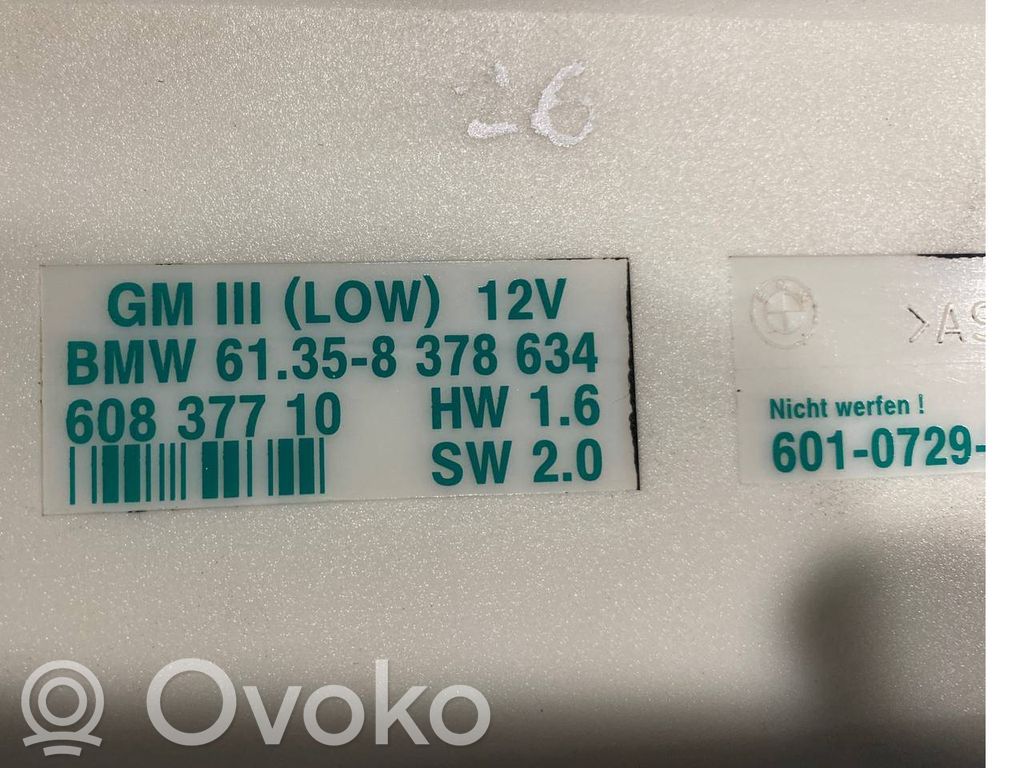 26
GM III (LOW) 12V
BMW 61.35-8 378 634
608 377 10 HW 1.6
SW 2.0
Nicht werfen !
601-0729-
Ovoko